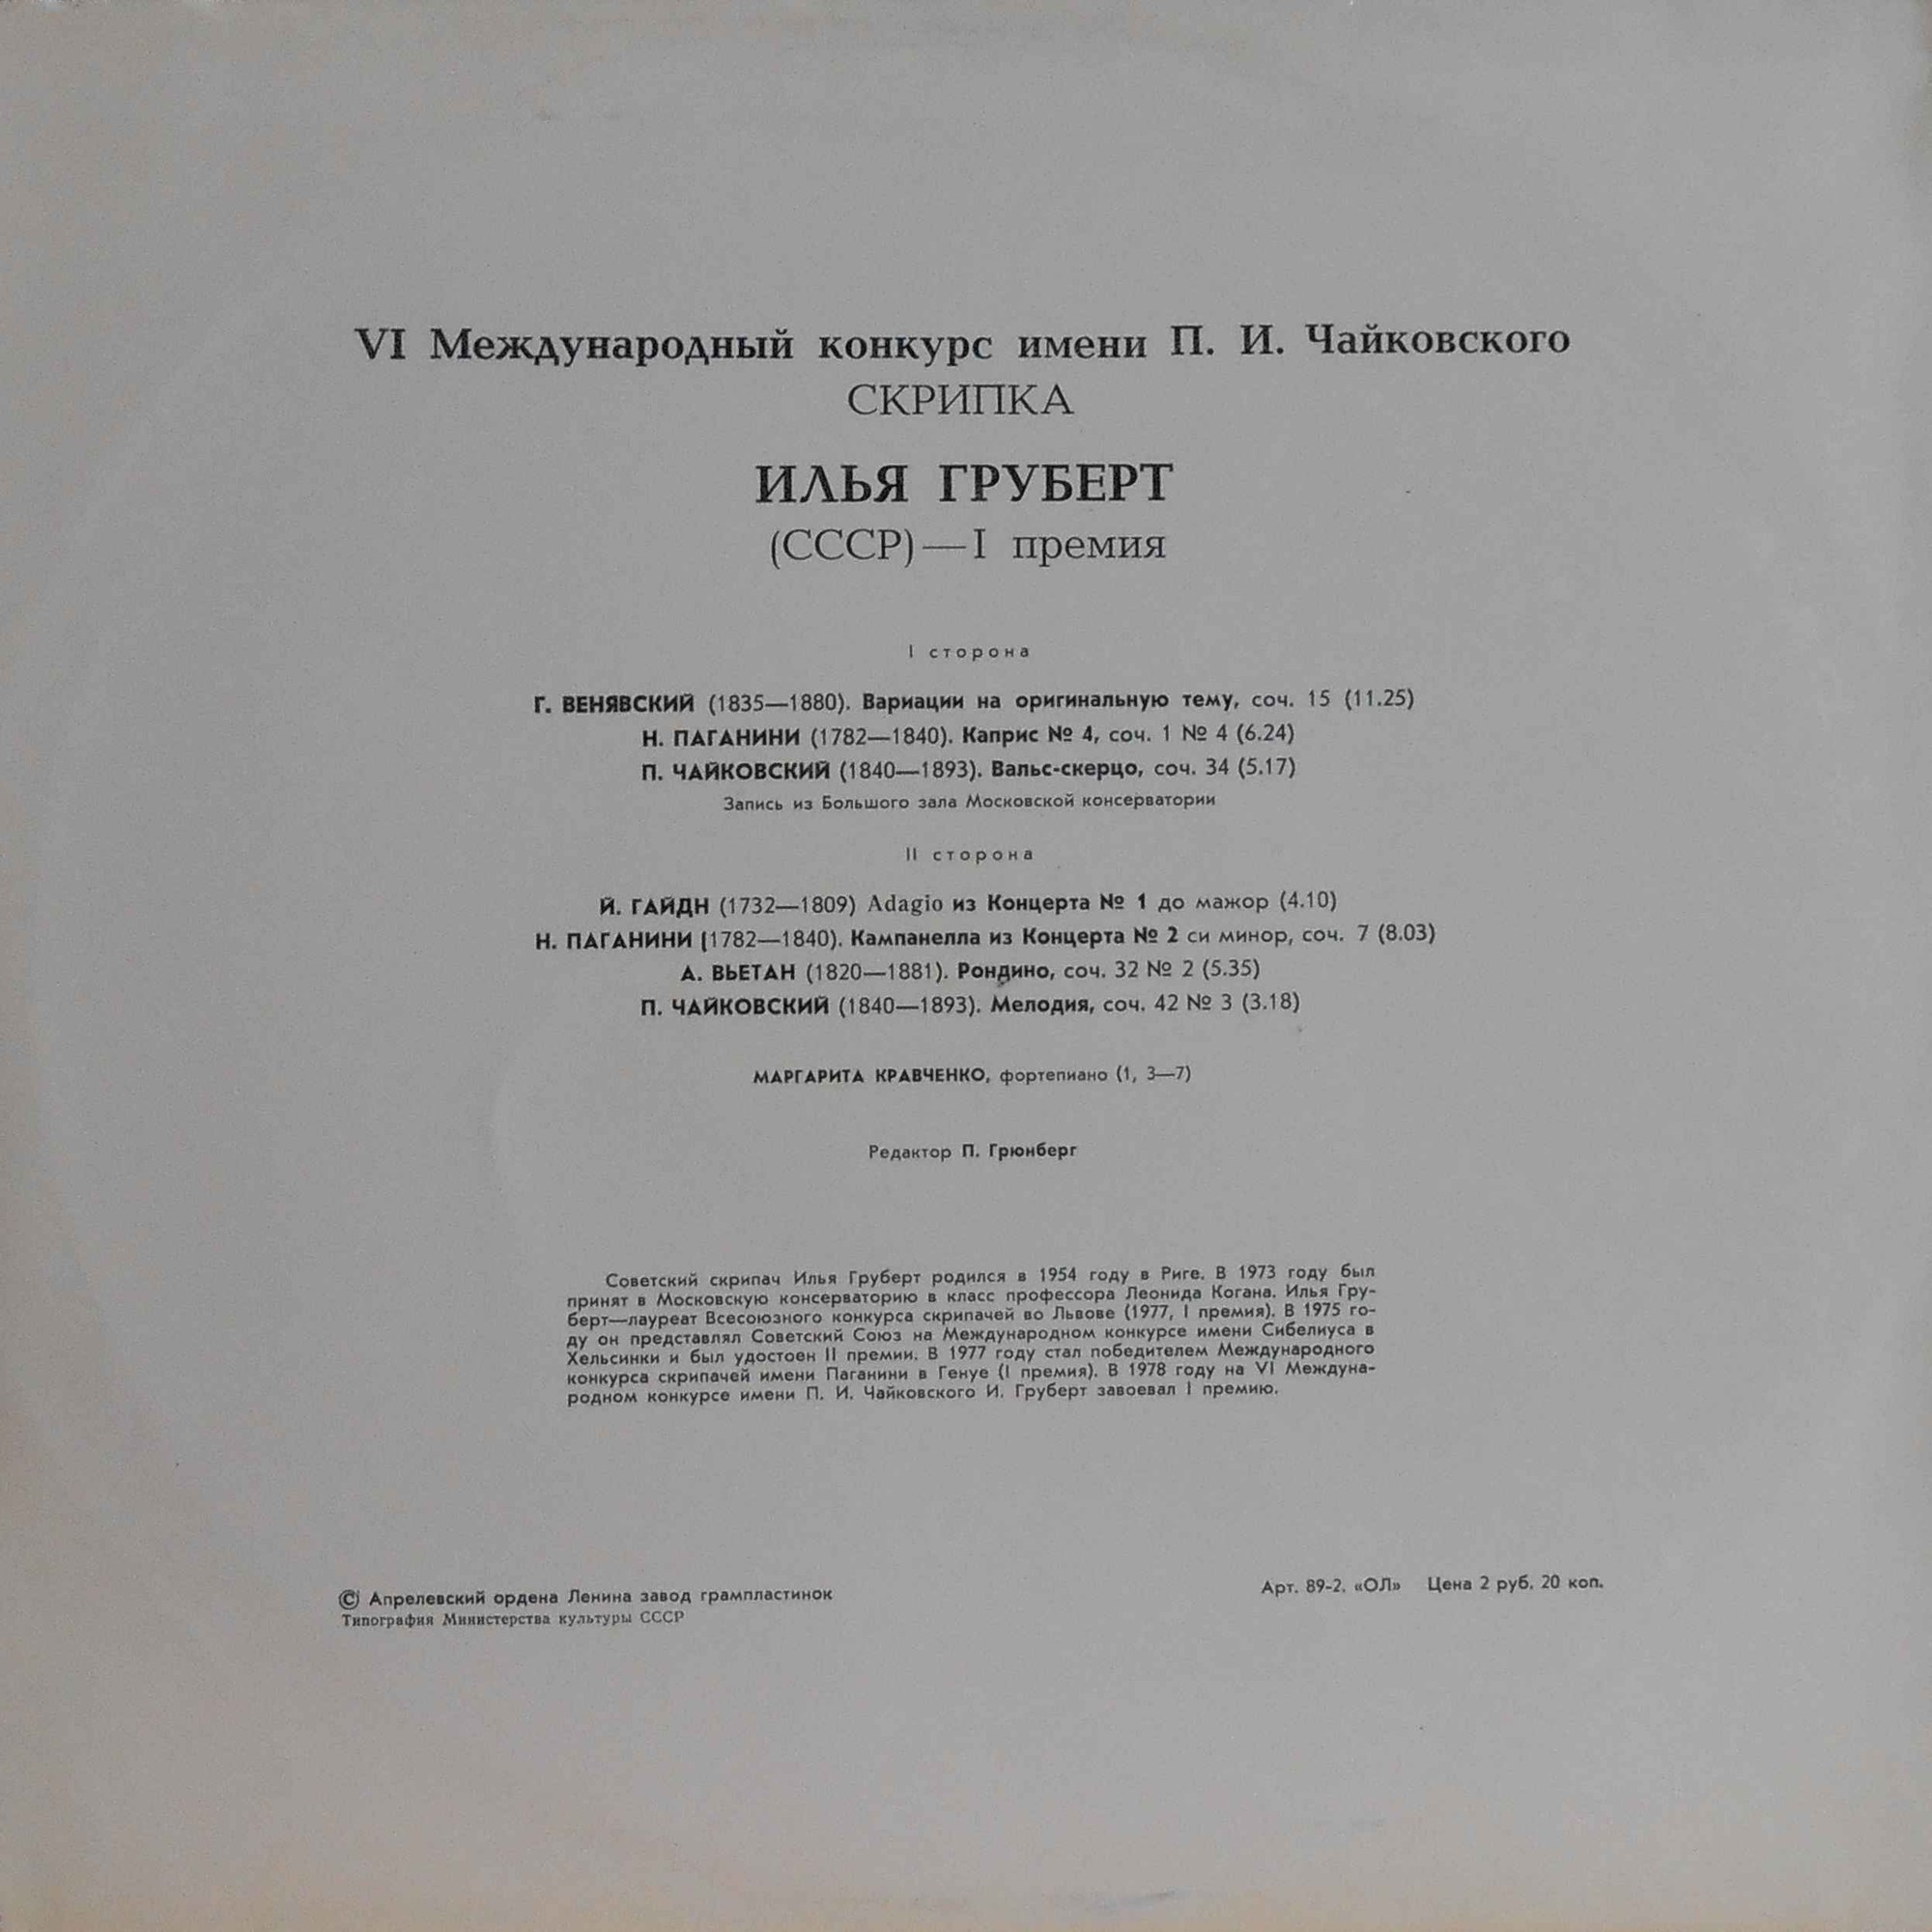 VI Международный конкурс имени П. И. Чайковского
СКРИПКА
ИЛЬЯ ГРУБЕРТ
(СССР)—I премия
I сторона
Г. ВЕНЯВСКИЙ (1835—1880). Вариации на оригинальную тему, соч. 15 (11.25)
Н. ПАГАНИНИ (1782—1840). Каприс № 4, соч. 1 № 4 (6.24)
П. ЧАЙКОВСКИЙ (1840—1893). Вальс-скерцо, соч. 34 (5.17)
Запись из Большого зала Московской консерватории
II сторона
Й. ГАЙДН (1732—1809) Adagio из Концерта № 1 до мажор (4.10)
Н. ПАГАНИНИ (1782—1840). Кампанелла из Концерта № 2 си минор, соч. 7 (8.03)
А. ВЬЕТАН (1820—1881). Рондино, соч. 32 № 2 (5.35)
П. ЧАЙКОВСКИЙ (1840—1893). Мелодия, соч. 42 № 3 (3.18)
МАРГАРИТА КРАВЧЕНКО, фортепиано (1, 3—7)
Редактор П. Грюнберг
Советский скрипач Илья Груберт родился в 1954 году в Риге. В 1973 году был
принят в Московскую консерваторию в класс профессора Леонида Когана. Илья Гру-
берт—лауреат Всесоюзного конкурса скрипачей во Львове (1977, I премия). В 1975 го-
ду он представлял Советский Союз на Международном конкурсе имени Сибелиуса в
Хельсинки и был удостоен II премии. В 1977 году стал победителем Международного
конкурса скрипачей имени Паганини в Генуе (I премия). В 1978 году на VI Междуна-
родном конкурсе имени П. И. Чайковского И. Груберт завоевал I премию.
© Апрелевский ордена Ленина завод грампластинок
Типография Министерства культуры СССР
Арт. 89-2. «ОЛ» Цена 2 руб. 20 коп.